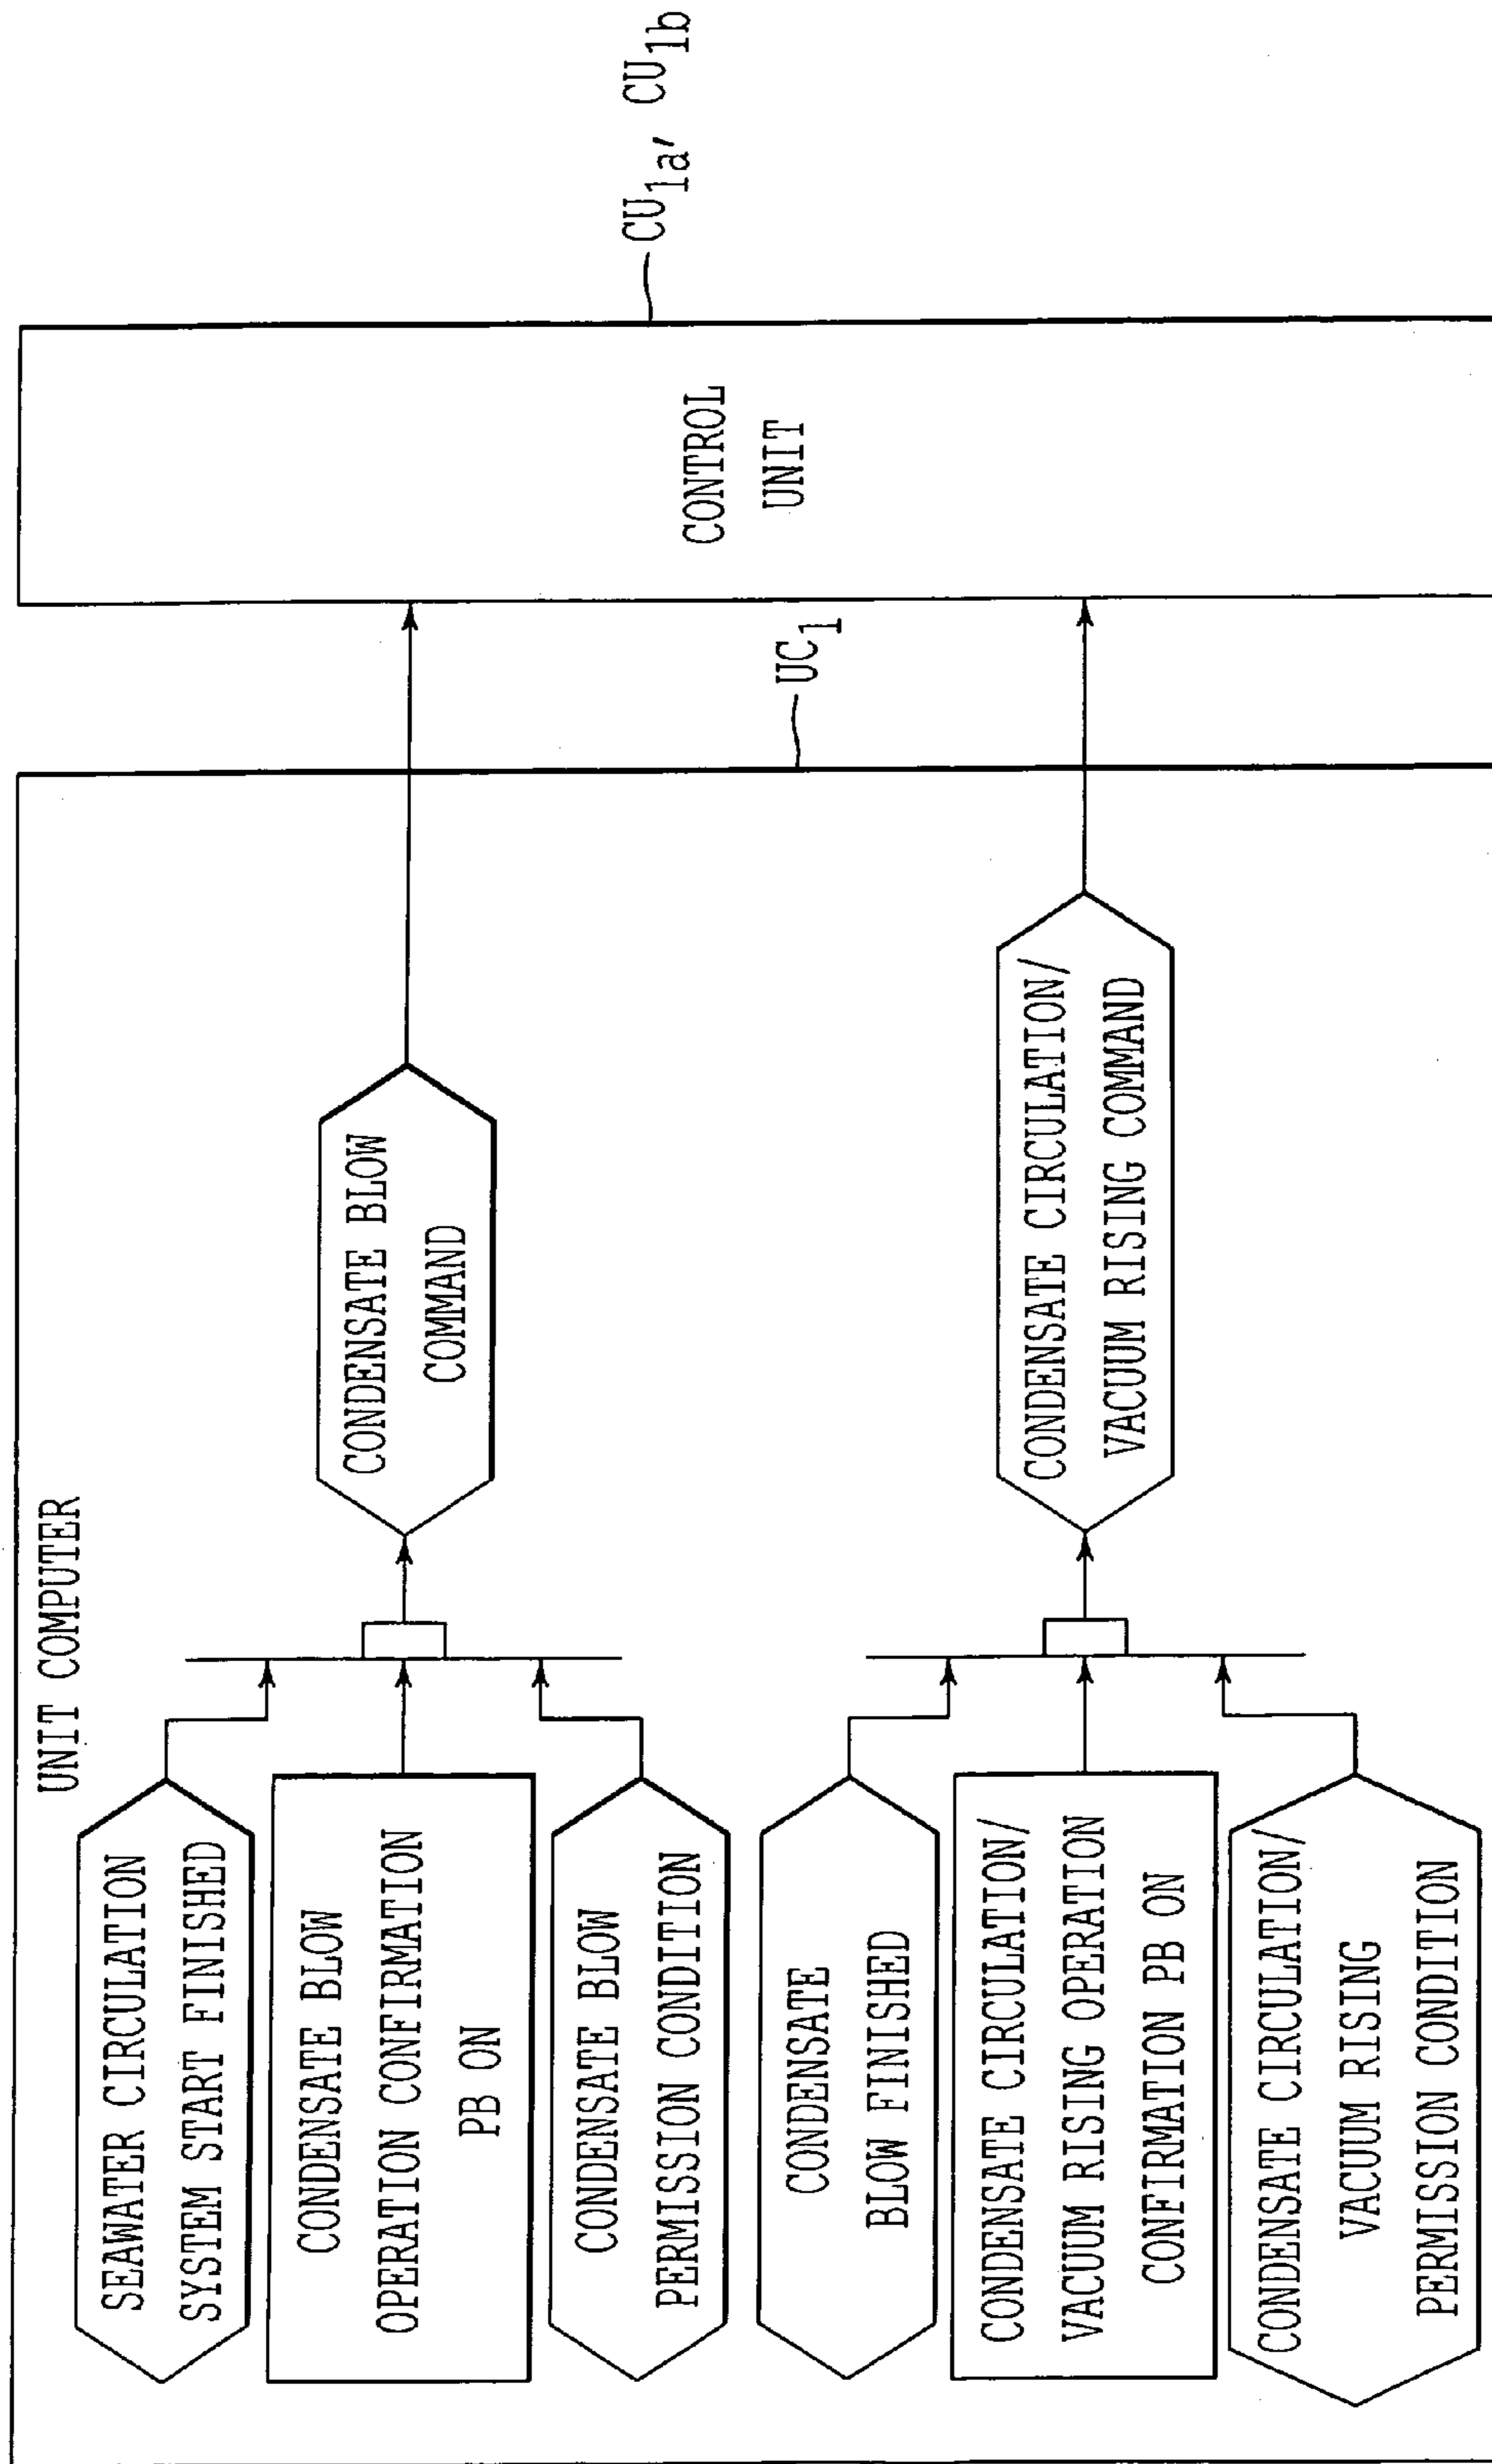 UNIT COMPUTER
SEAWATER CIRCULATION
SYSTEM START FINISHED
CONDENSATE BLOW
OPERATION CONFIRMATION
PB ON
CONDENSATE BLOW
PERMISSION CONDITION
CONDENSATE BLOW
COMMAND
CONDENSATE
BLOW FINISHED
CONDENSATE CIRCULATION/
VACUUM RISING OPERATION
CONFIRMATION PB ON
CONDENSATE CIRCULATION/
VACUUM RISING
PERMISSION CONDITION
CONDENSATE CIRCULATION/
VACUUM RISING COMMAND
UC1
CONTROL
UNIT
CU1a, CU1b